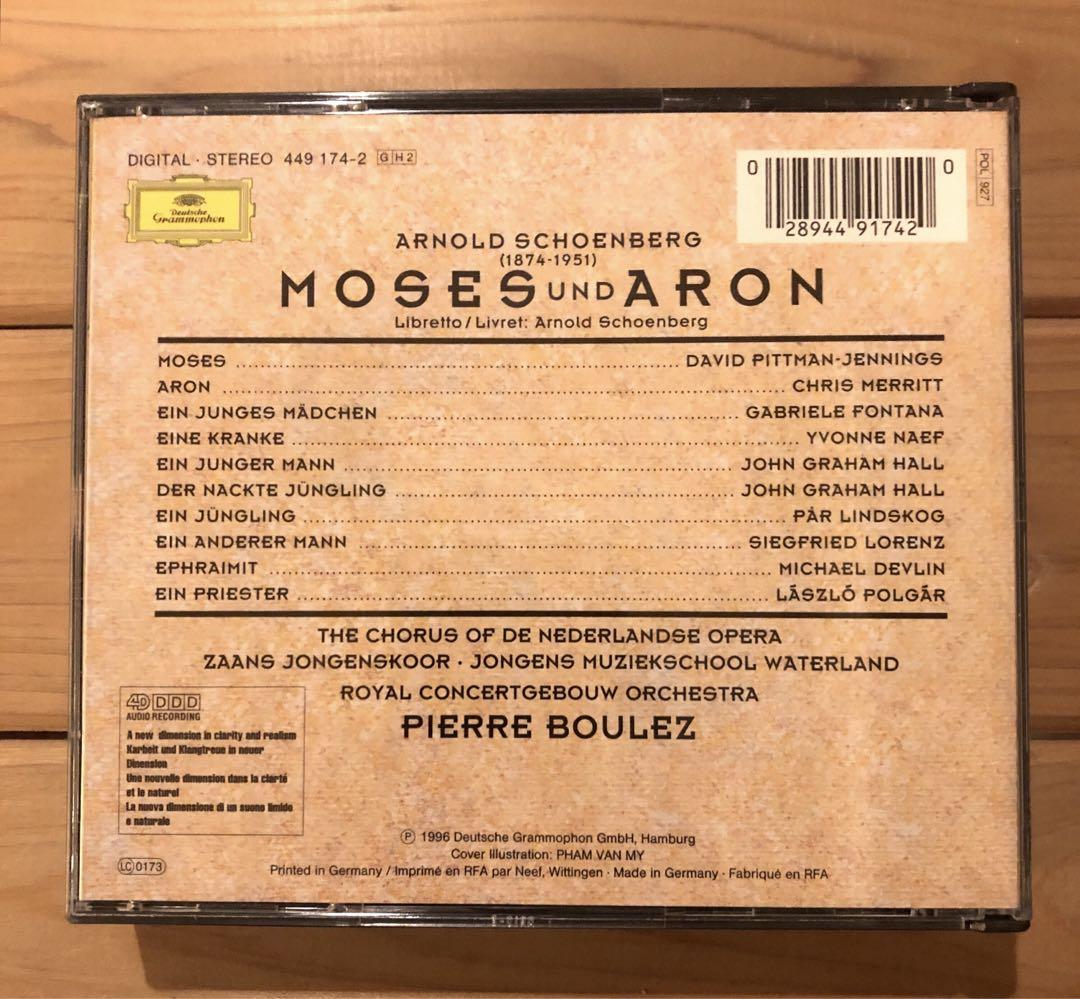 DIGITAL · STEREO 449 174-2 GH2
Deutsche
Grammophon
0 28944 91742 0
POL 927
ARNOLD SCHOENBERG
(1874-1951)
MOSES UND ARON
Libretto / Livret: Arnold Schoenberg
MOSES ........ DAVID PITTMAN-JENNINGS
ARON ........ CHRIS MERRITT
EIN JUNGES MÄDCHEN ........ GABRIELE FONTANA
EINE KRANKE ........ YVONNE NAEF
EIN JUNGER MANN ........ JOHN GRAHAM HALL
DER NACKTE JÜNGLING ........ JOHN GRAHAM HALL
EIN JÜNGLING ........ PÄR LINDSKOG
EIN ANDERER MANN ........ SIEGFRIED LORENZ
EPHRAIMIT ........ MICHAEL DEVLIN
EIN PRIESTER ........ LÁSZLÓ POLGÁR
THE CHORUS OF DE NEDERLANDSE OPERA
ZAANS JONGENSKOOR · JONGENS MUZIEKSCHOOL WATERLAND
ROYAL CONCERTGEBOUW ORCHESTRA
PIERRE BOULEZ
4D DDD
AUDIO RECORDING
A new dimension in clarity and realism
Karheit und Klangtreue in neuer
Dinension
Une nouvelle dimension dans la clarté
et le naturel
La nuova dimensione di un suono limido
e naturale
℗ 1996 Deutsche Grammophon GmbH, Hamburg
Cover Illustration: PHAM VAN MY
LC 0173
Printed in Germany / Imprimé en RFA par Neef, Wittingen · Made in Germany · Fabriqué en RFA